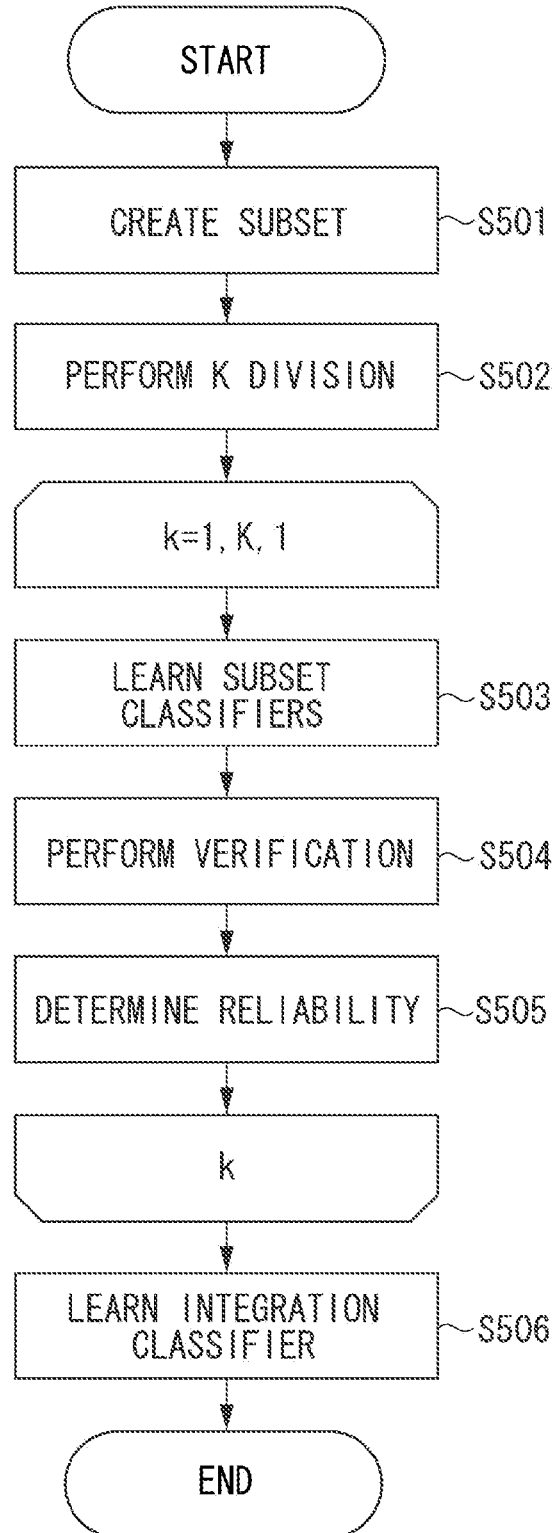 START
CREATE SUBSET
S501
PERFORM K DIVISION
S502
k=1, K, 1
LEARN SUBSET
CLASSIFIERS
S503
PERFORM VERIFICATION
S504
DETERMINE RELIABILITY
S505
k
LEARN INTEGRATION
CLASSIFIER
S506
END